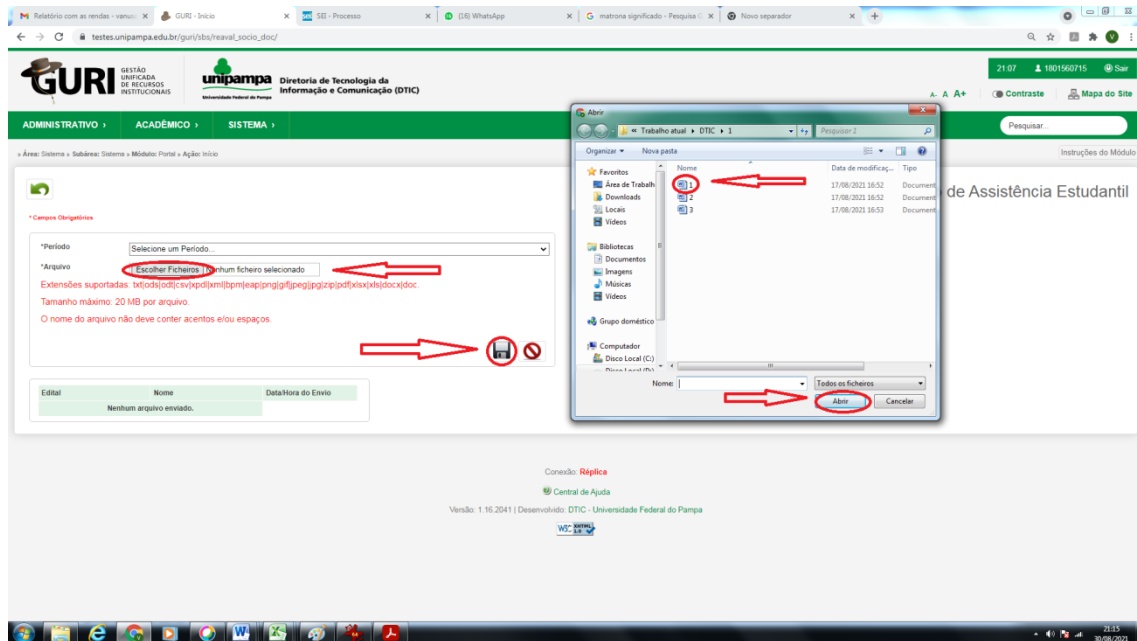 Relatório com as rendas - vanus
GURI - Início
SEI - Processo
(16) WhatsApp
matrona significado - Pesquisa G
Novo separador
testes.unipampa.edu.br/guri/sbs/reaval_socio_doc/
GURI
GESTÃO
UNIFICADA
DE RECURSOS
INSTITUCIONAIS
unipampa
Universidade Federal do Pampa
Diretoria de Tecnologia da
Informação e Comunicação (DTIC)
21:07 1801560715 Sair
A- A A+ Contraste Mapa do Site
ADMINISTRATIVO › ACADÊMICO › SISTEMA ›
Pesquisar...
» Área: Sistema » Subárea: Sistema » Módulo: Portal » Ação: Início
Instruções do Módulo
de Assistência Estudantil
* Campos Obrigatórios
*Período Selecione um Período...
*Arquivo Escolher Ficheiros Nenhum ficheiro selecionado
Extensões suportadas: txt|ods|odt|csv|xpdl|xml|bpm|eap|png|gif|jpeg|jpg|zip|pdf|xlsx|xls|docx|doc.
Tamanho máximo: 20 MB por arquivo.
O nome do arquivo não deve conter acentos e/ou espaços.
Edital Nome Data/Hora do Envio
Nenhum arquivo enviado.
Abrir
« Trabalho atual DTIC 1
Pesquisar 1
Organizar Nova pasta
Favoritos
Área de Trabalh
Downloads
Locais
Vídeos
Bibliotecas
Documentos
Imagens
Músicas
Vídeos
Grupo doméstico
Computador
Disco Local (C:)
Disco Local (D:)
Nome Data de modificaç... Tipo
1 17/08/2021 16:52 Document
2 17/08/2021 16:52 Document
3 17/08/2021 16:53 Document
Nome: Todos os ficheiros
Abrir Cancelar
Conexão: Réplica
Central de Ajuda
Versão: 1.16.2041 | Desenvolvido: DTIC - Universidade Federal do Pampa
W3C XHTML 1.0
21:15
30/08/2021